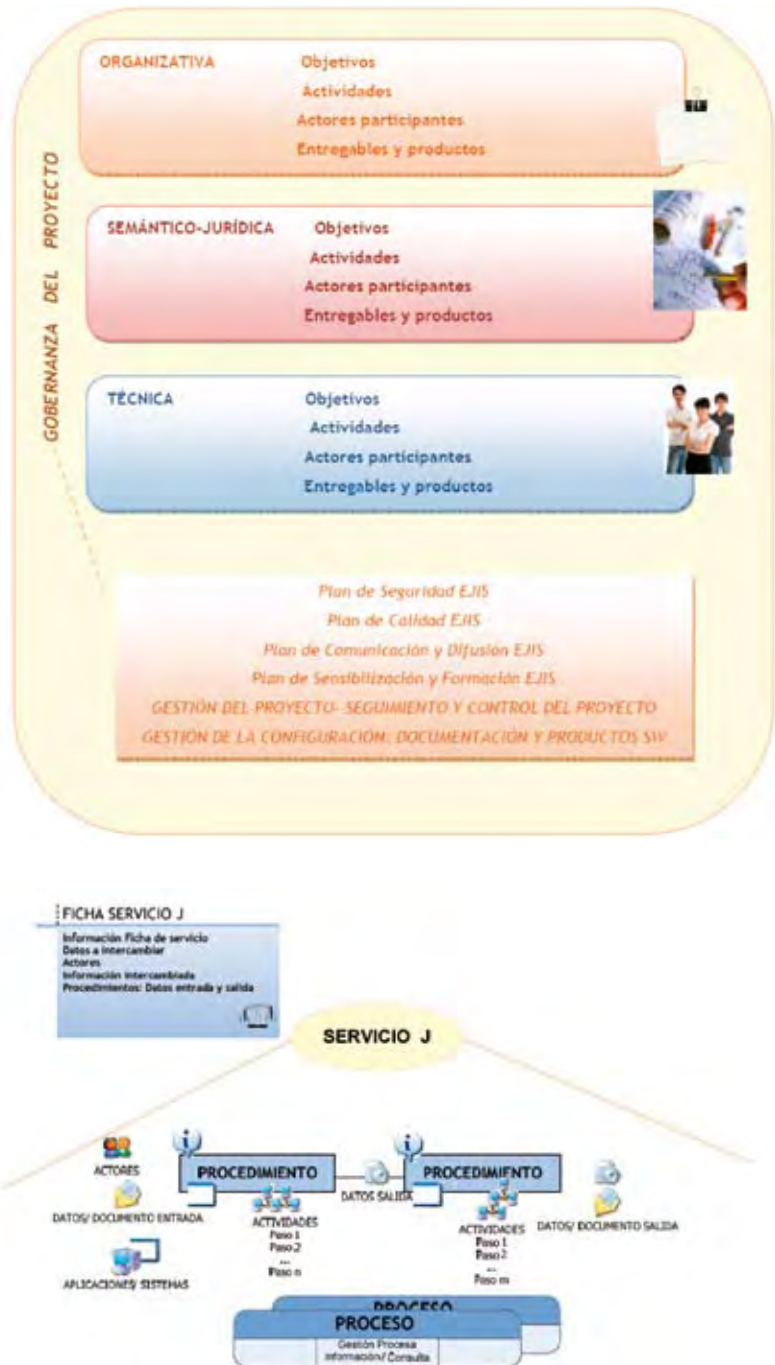 GOBERNANZA DEL PROYECTO
ORGANIZATIVA
Objetivos
Actividades
Actores participantes
Entregables y productos
SEMÁNTICO-JURÍDICA
Objetivos
Actividades
Actores participantes
Entregables y productos
TÉCNICA
Objetivos
Actividades
Actores participantes
Entregables y productos
Plan de Seguridad EJIS
Plan de Calidad EJIS
Plan de Comunicación y Difusión EJIS
Plan de Sensibilización y Formación EJIS
GESTIÓN DEL PROYECTO- SEGUIMIENTO Y CONTROL DEL PROYECTO
GESTIÓN DE LA CONFIGURACIÓN: DOCUMENTACIÓN Y PRODUCTOS SW
FICHA SERVICIO J
Información Ficha de servicio
Datos a intercambiar
Actores
Información intercambiada
Procedimientos: Datos entrada y salida
SERVICIO J
ACTORES
DATOS/ DOCUMENTO ENTRADA
APLICACIONES/ SISTEMAS
PROCEDIMIENTO
ACTIVIDADES
Paso 1
Paso 2
...
Paso n
DATOS SALIDA
PROCEDIMIENTO
ACTIVIDADES
Paso 1
Paso 2
...
Paso m
DATOS/ DOCUMENTO SALIDA
PROCESO
PROCESO
Gestión Procesa
Información/ Consulta